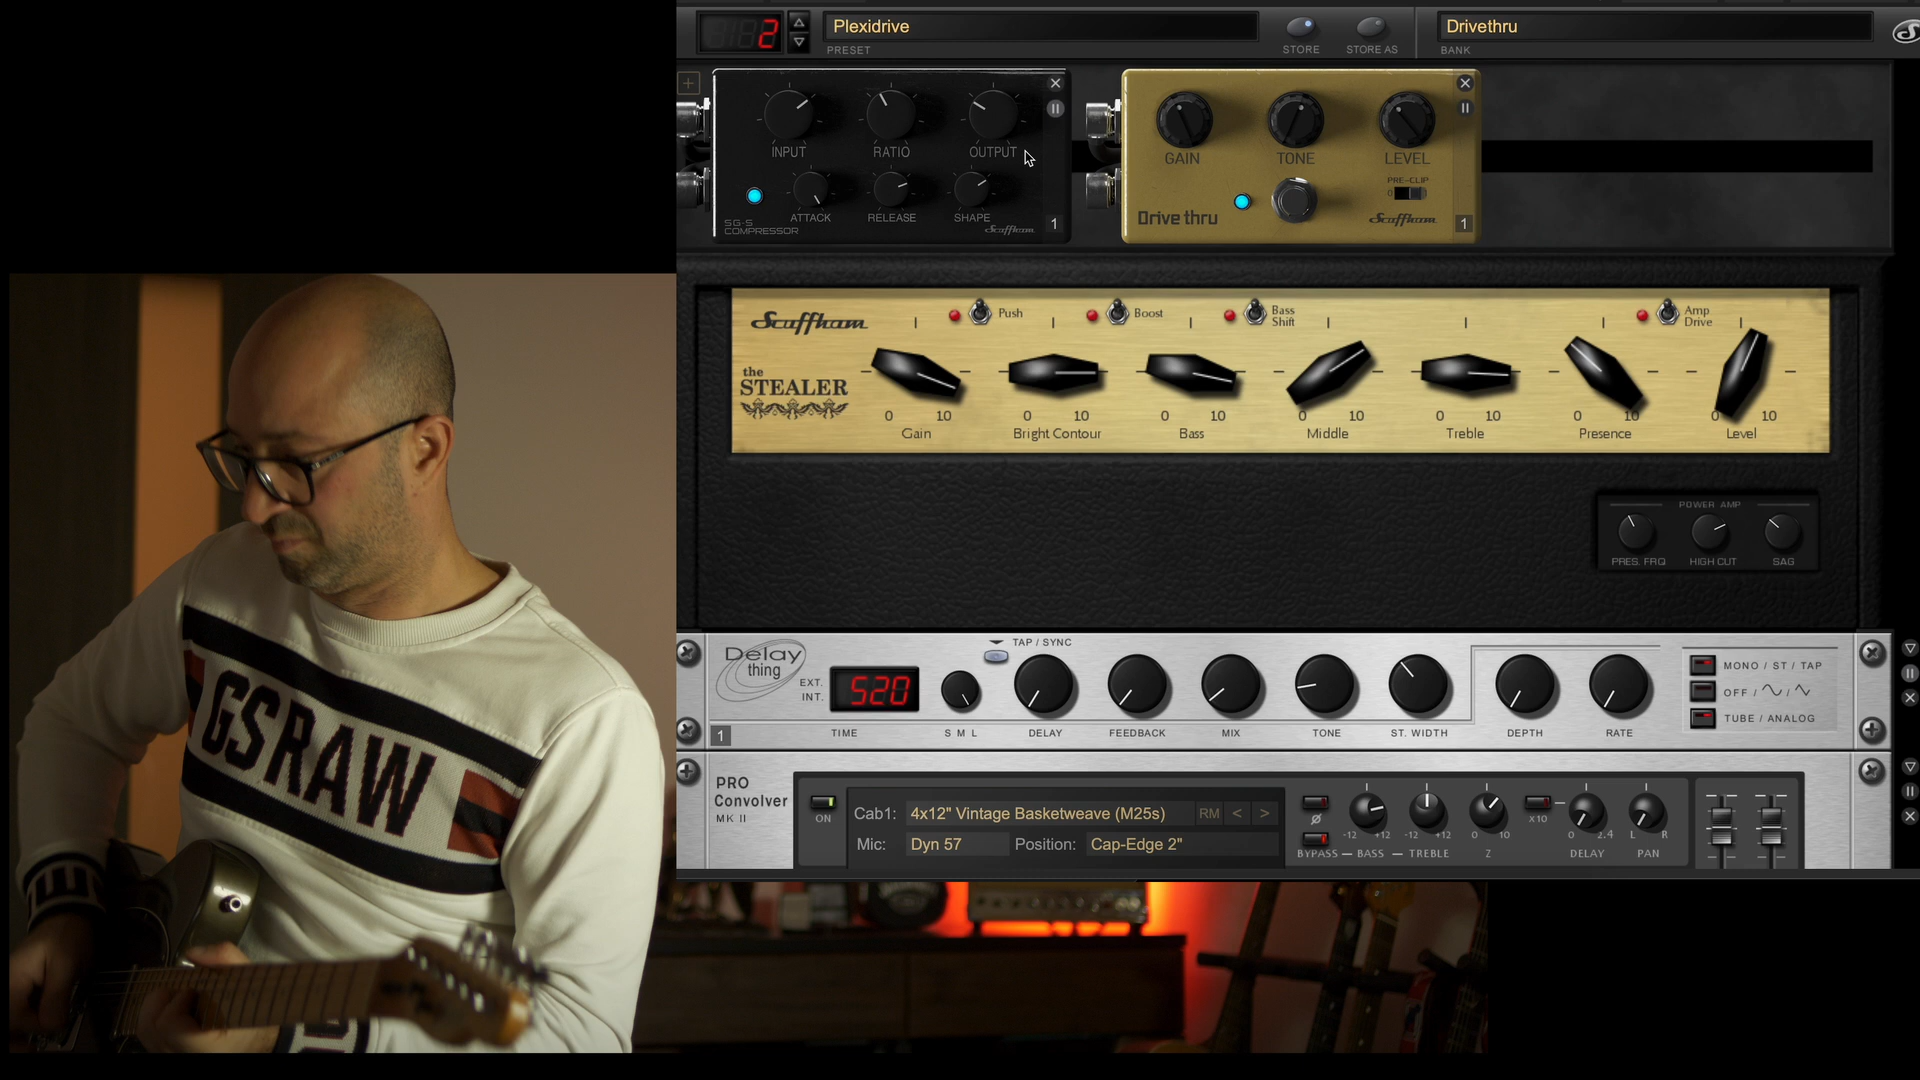 2
Plexidrive
PRESET
STORE
STORE AS
Drivethru
BANK
INPUT RATIO OUTPUT
ATTACK RELEASE SHAPE
SG-S
COMPRESSOR
Scuffham
1
GAIN TONE LEVEL
PRE-CLIP
0
Drive thru
Scuffham
1
Scuffham
the
STEALER
Push
Boost
Bass
Shift
Amp
Drive
0 10 0 10 0 10 0 10 0 10 0 10 0 10
Gain Bright Contour Bass Middle Treble Presence Level
POWER AMP
PRES. FRQ HIGH CUT SAG
Delay
thing
EXT.
INT.
520
TAP / SYNC
MONO / ST / TAP
OFF / /
TUBE / ANALOG
1
TIME S M L DELAY FEEDBACK MIX TONE ST. WIDTH DEPTH RATE
PRO
Convolver
MK II
ON
Cab1: 4x12" Vintage Basketweave (M25s) RM < >
Mic: Dyn 57 Position: Cap-Edge 2"
Ø
-12 +12 -12 +12 0 10 X10 0 2.4 L R
BYPASS BASS TREBLE Z DELAY PAN
GSRAW